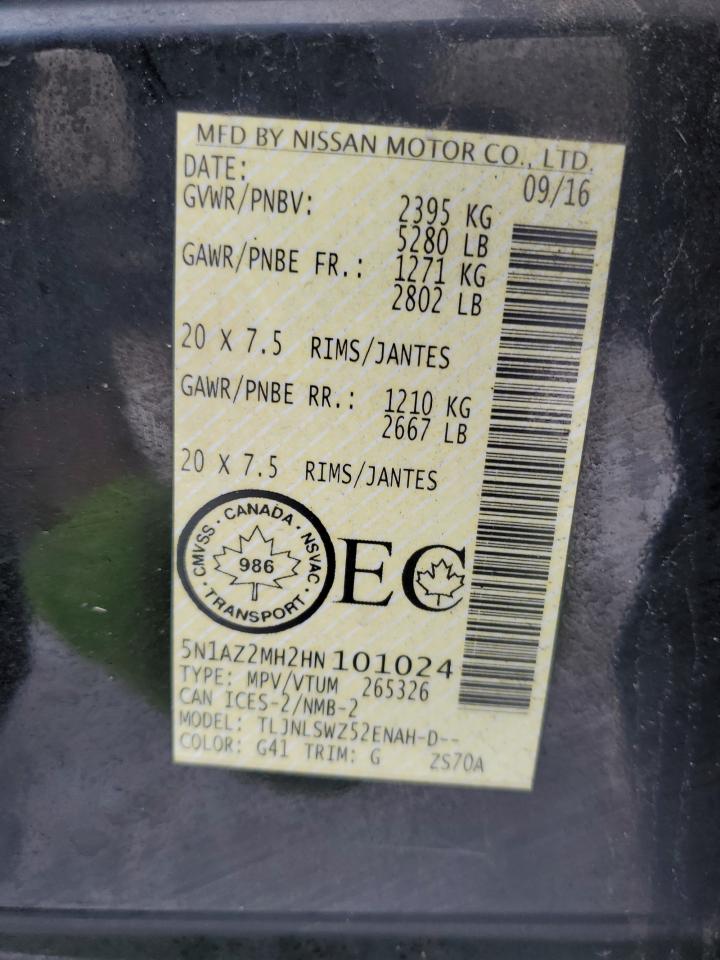 MFD BY NISSAN MOTOR CO., LTD.
DATE: 09/16
GVWR/PNBV: 2395 KG
5280 LB
GAWR/PNBE FR.: 1271 KG
2802 LB
20 X 7.5 RIMS/JANTES
GAWR/PNBE RR.: 1210 KG
2667 LB
20 X 7.5 RIMS/JANTES
CMVSS · CANADA · NSVAC · TRANSPORT ·
986
EC
5N1AZ2MH2HN101024
TYPE: MPV/VTUM 265326
CAN ICES-2/NMB-2
MODEL: TLJNLSWZ52ENAH-D--
COLOR: G41 TRIM: G ZS70A